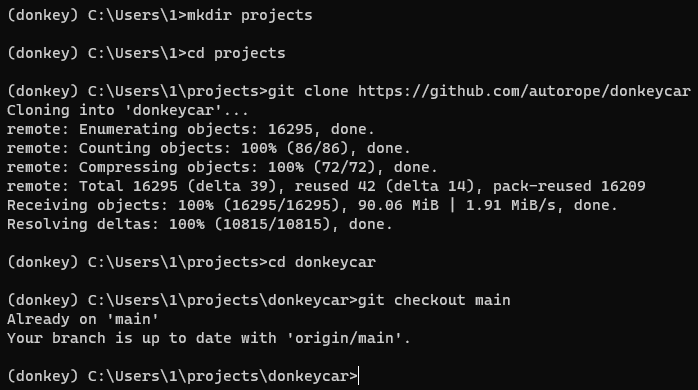 (donkey) C:\Users\1>mkdir projects
(donkey) C:\Users\1>cd projects
(donkey) C:\Users\1\projects>git clone https://github.com/autorope/donkeycar
Cloning into 'donkeycar'...
remote: Enumerating objects: 16295, done.
remote: Counting objects: 100% (86/86), done.
remote: Compressing objects: 100% (72/72), done.
remote: Total 16295 (delta 39), reused 42 (delta 14), pack-reused 16209
Receiving objects: 100% (16295/16295), 90.06 MiB | 1.91 MiB/s, done.
Resolving deltas: 100% (10815/10815), done.
(donkey) C:\Users\1\projects>cd donkeycar
(donkey) C:\Users\1\projects\donkeycar>git checkout main
Already on 'main'
Your branch is up to date with 'origin/main'.
(donkey) C:\Users\1\projects\donkeycar>